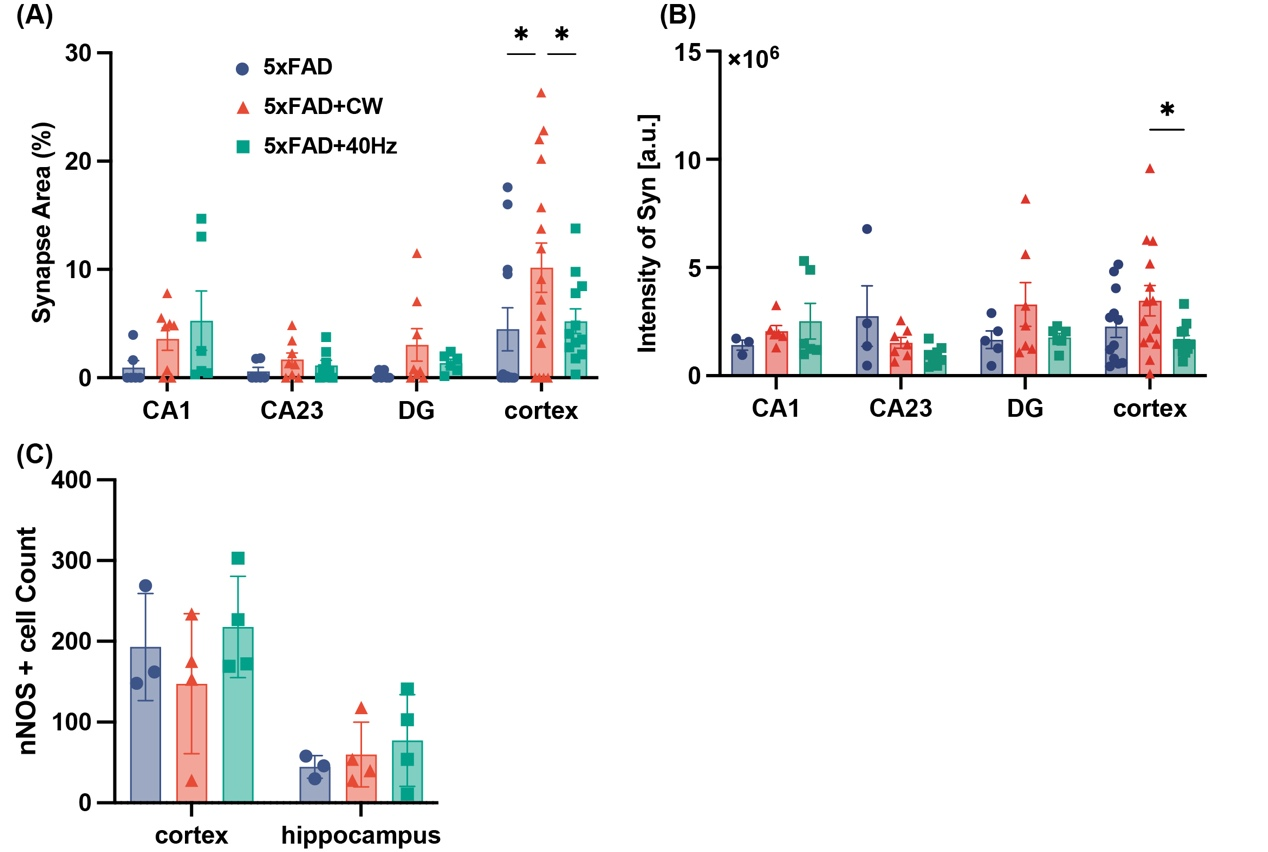 (A)
Synapse Area (%)
30
20
10
0
5xFAD
5xFAD+CW
5xFAD+40Hz
* *
CA1 CA23 DG cortex
(B)
Intensity of Syn [a.u.]
×10⁶
15
10
5
0
*
CA1 CA23 DG cortex
(C)
nNOS + cell Count
400
300
200
100
0
cortex hippocampus